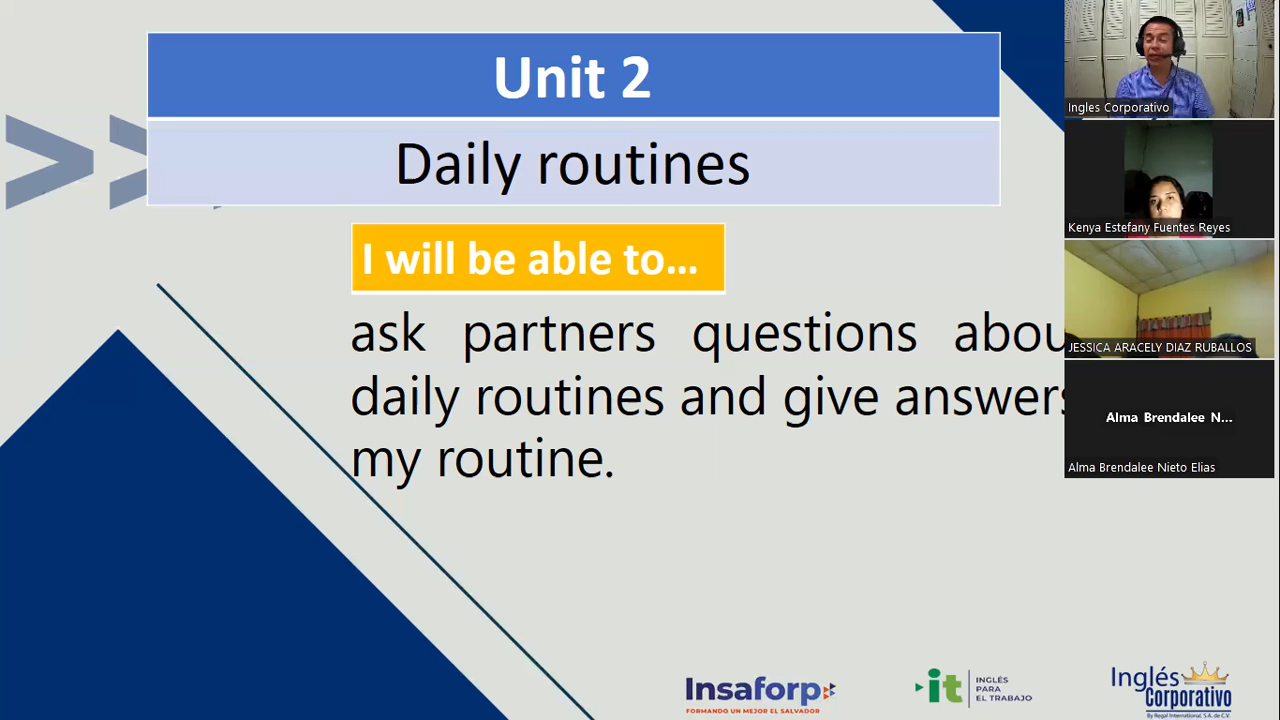 Unit 2
Daily routines
I will be able to...
ask partners questions abou
daily routines and give answers
my routine.
Ingles Corporativo
Kenya Estefany Fuentes Reyes
JESSICA ARACELY DIAZ RUBALLOS
Alma Brendalee N...
Alma Brendalee Nieto Elias
Insaforp
FORMANDO UN MEJOR EL SALVADOR
it
INGLÉS
PARA
EL TRABAJO
Inglés
Corporativo
By Regal International, S.A. de C.V.